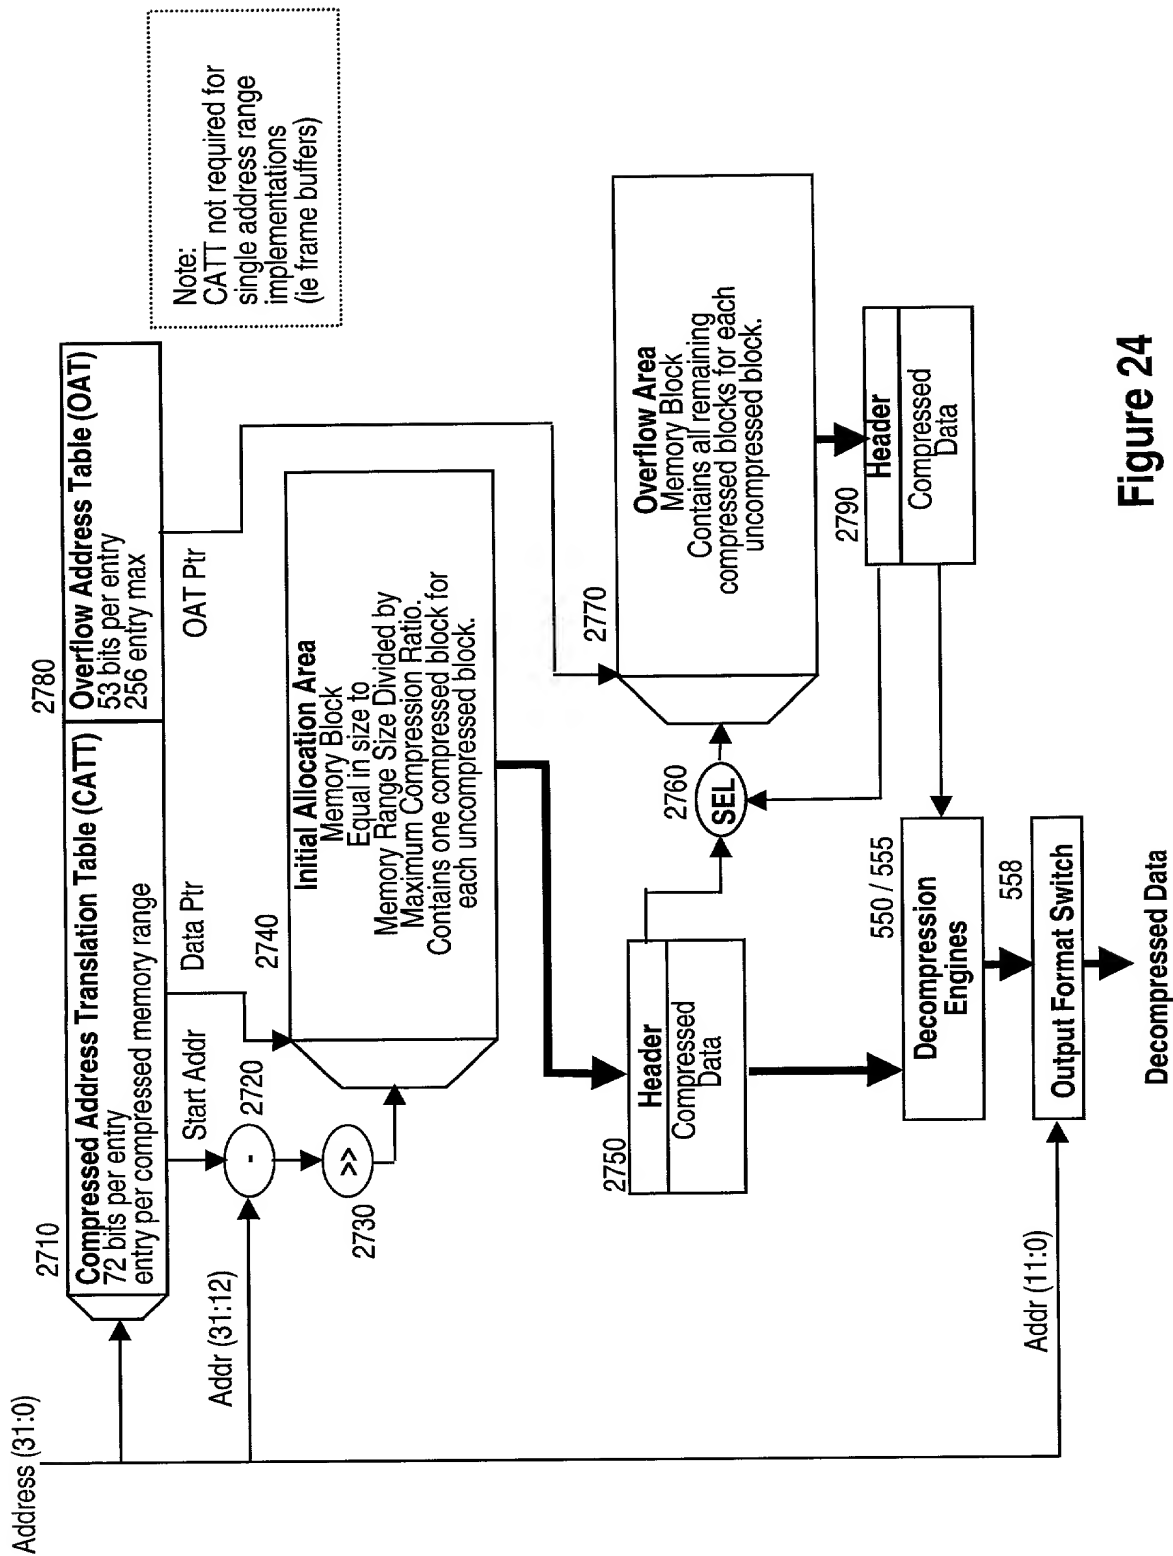 Address (31:0)
2710
Compressed Address Translation Table (CATT)
72 bits per entry
entry per compressed memory range
2780
Overflow Address Table (OAT)
53 bits per entry
256 entry max
Note:
CATT not required for
single address range
implementations
(ie frame buffers)
Addr (31:12)
Start Addr
Data Ptr
OAT Ptr
-
2720
>>
2730
2740
Initial Allocation Area
Memory Block
Equal in size to
Memory Range Size Divided by
Maximum Compression Ratio.
Contains one compressed block for
each uncompressed block.
2770
Overflow Area
Memory Block
Contains all remaining
compressed blocks for each
uncompressed block.
2750
Header
Compressed
Data
2760
SEL
2790
Header
Compressed
Data
550 / 555
Decompression
Engines
558
Output Format Switch
Addr (11:0)
Decompressed Data
Figure 24